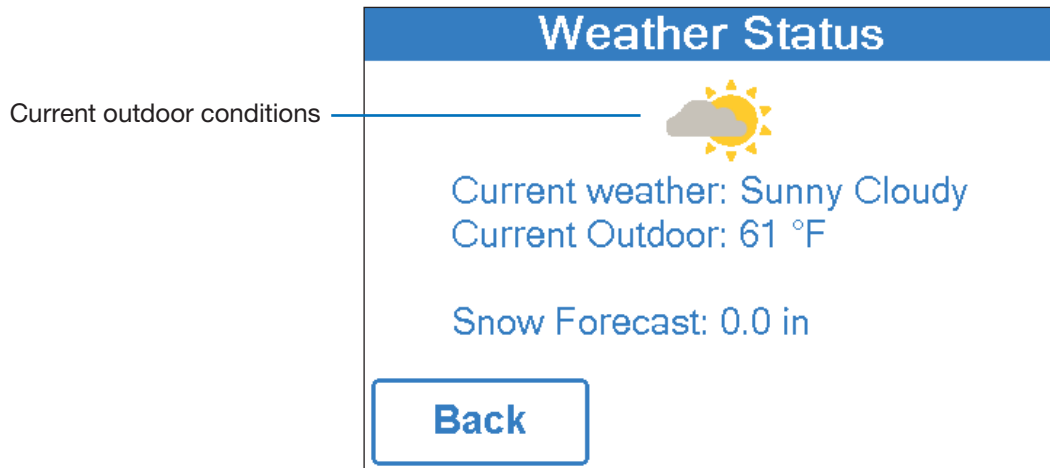 Weather Status
Current outdoor conditions
Current weather: Sunny Cloudy
Current Outdoor: 61 °F
Snow Forecast: 0.0 in
Back